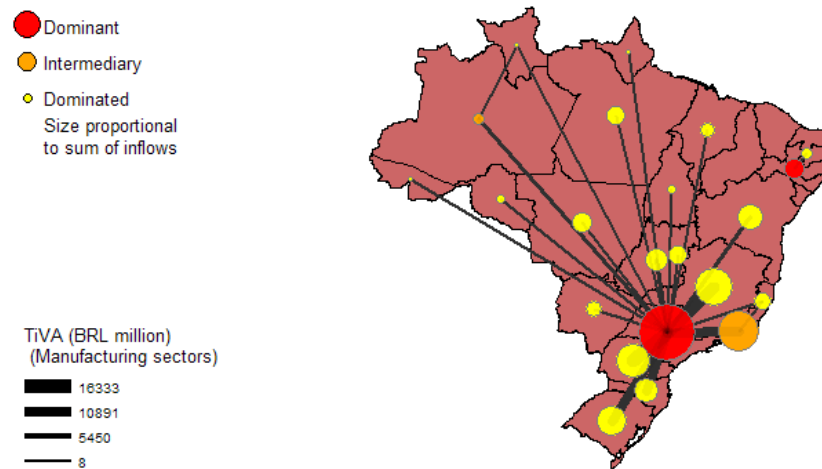 Dominant
Intermediary
Dominated
Size proportional
to sum of inflows
TiVA (BRL million)
(Manufacturing sectors)
16333
10891
5450
8